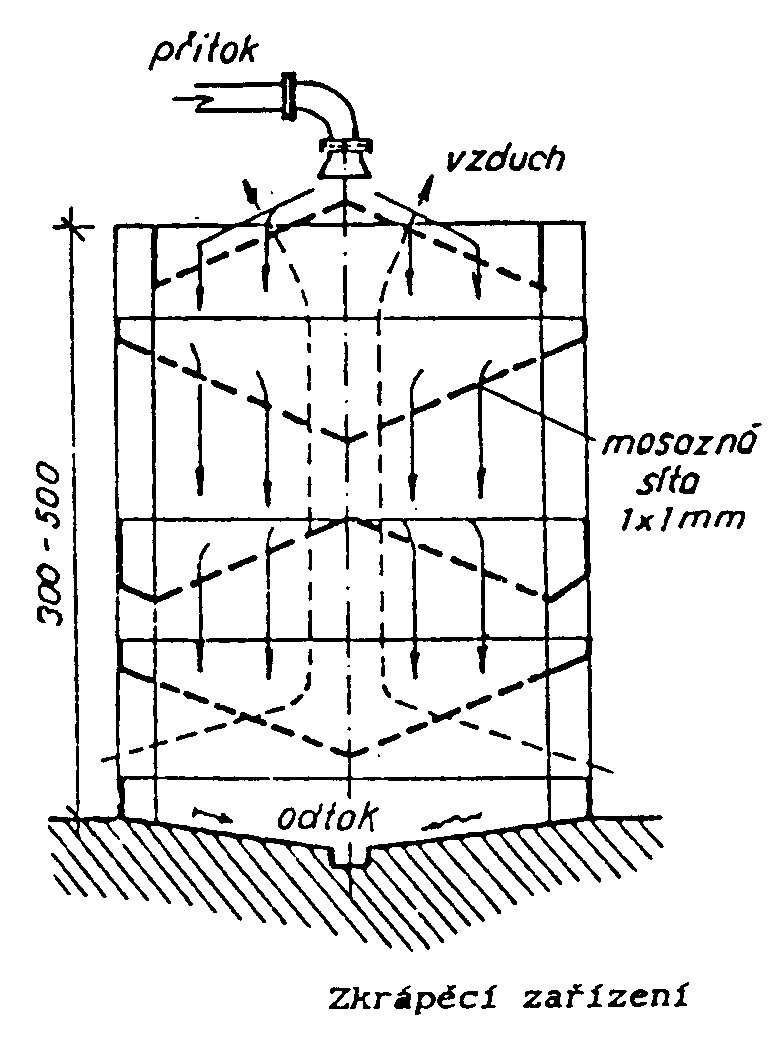 přítok
vzduch
mosazná
síta
1x1mm
300-500
odtok
Zkrápěcí zařízení